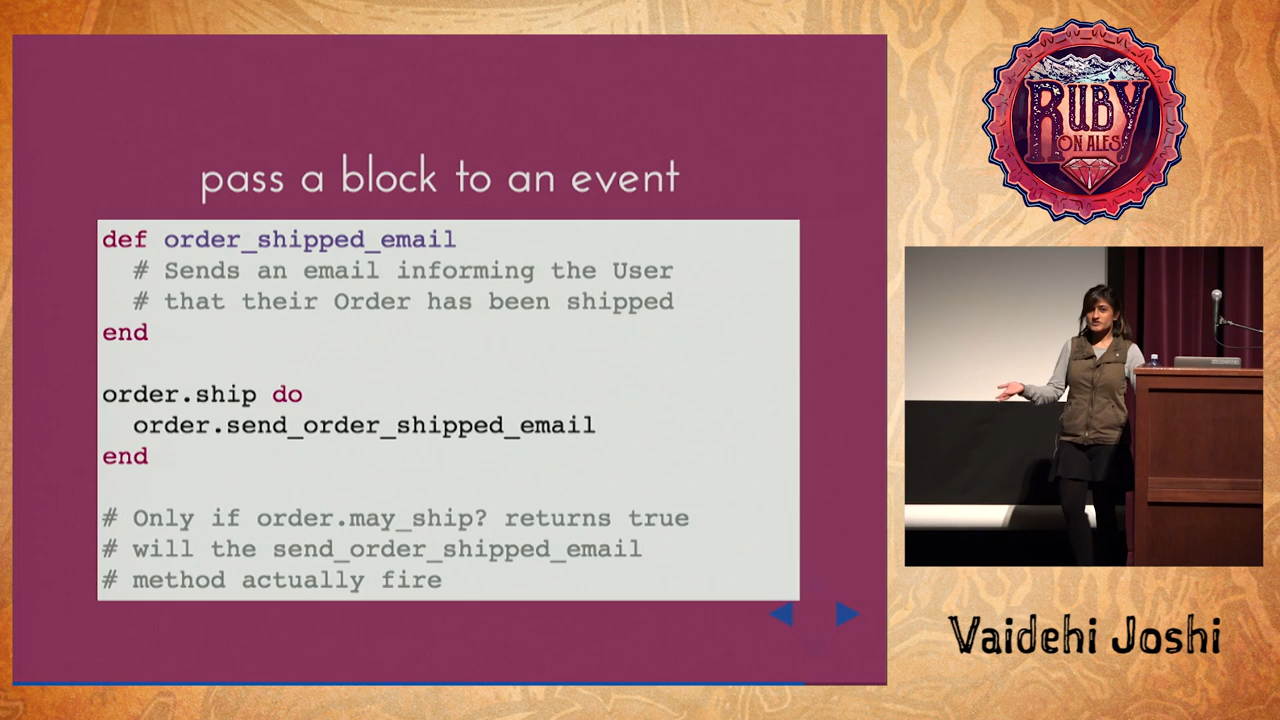 pass a block to an event
def order_shipped_email
# Sends an email informing the User
# that their Order has been shipped
end
order.ship do
order.send_order_shipped_email
end
# Only if order.may_ship? returns true
# will the send_order_shipped_email
# method actually fire
RUBY
ON ALES
Vaidehi Joshi